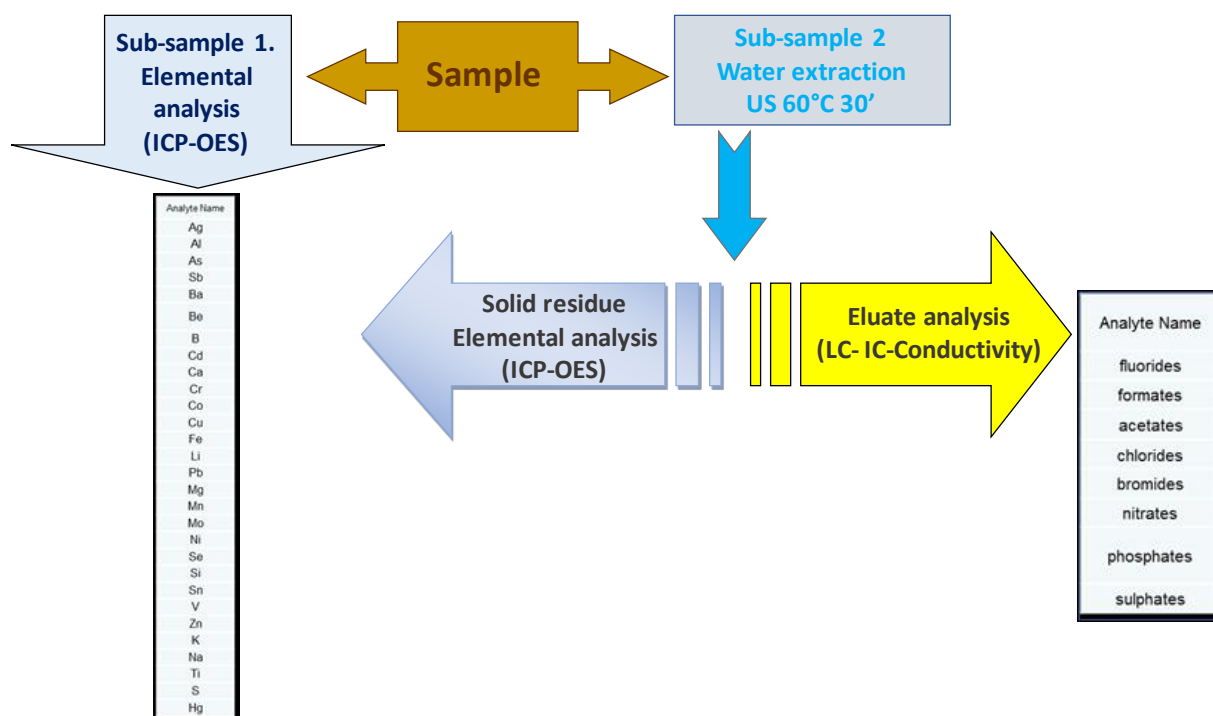 Sub-sample 1.
Elemental
analysis
(ICP-OES)
Sample
Sub-sample 2
Water extraction
US 60°C 30’
Analyte Name
Ag
Al
As
Sb
Ba
Be
B
Cd
Ca
Cr
Co
Cu
Fe
Li
Pb
Mg
Mn
Mo
Ni
Se
Si
Sn
V
Zn
K
Na
Ti
S
Hg
Solid residue
Elemental analysis
(ICP-OES)
Eluate analysis
(LC- IC-Conductivity)
Analyte Name
fluorides
formates
acetates
chlorides
bromides
nitrates
phosphates
sulphates